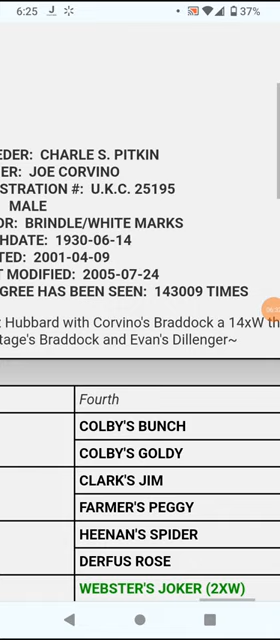 6:25
37%
EDER: CHARLE S. PITKIN
ER: JOE CORVINO
STRATION #: U.K.C. 25195
MALE
OR: BRINDLE/WHITE MARKS
HDATE: 1930-06-14
TED: 2001-04-09
T MODIFIED: 2005-07-24
GREE HAS BEEN SEEN: 143009 TIMES
: Hubbard with Corvino's Braddock a 14xW th
tage's Braddock and Evan's Dillenger~
Fourth
COLBY'S BUNCH
COLBY'S GOLDY
CLARK'S JIM
FARMER'S PEGGY
HEENAN'S SPIDER
DERFUS ROSE
WEBSTER'S JOKER (2XW)